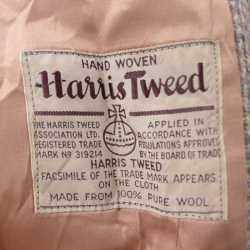 HAND WOVEN
Harris Tweed
THE HARRIS TWEED
ASSOCIATION LTD.
REGISTERED TRADE
MARK No 319214
APPLIED IN
ACCORDANCE WITH
REGULATIONS APPROVED
BY THE BOARD OF TRADE
HARRIS TWEED
FACSIMILE OF THE TRADE MARK APPEARS
ON THE CLOTH
MADE FROM 100% PURE WOOL